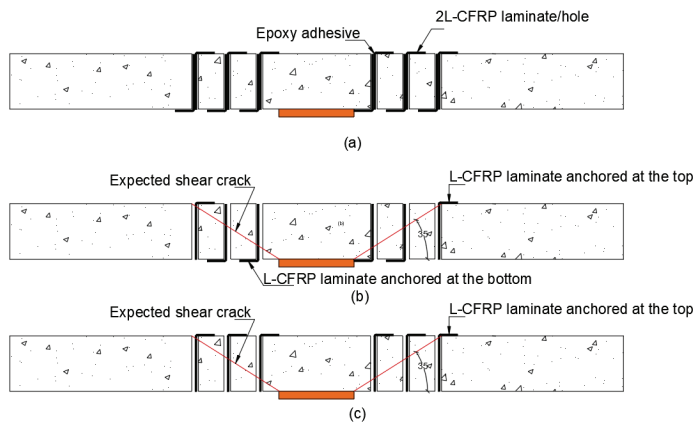 2L-CFRP laminate/hole
Epoxy adhesive
(a)
Expected shear crack
L-CFRP laminate anchored at the top
(b)
35
L-CFRP laminate anchored at the bottom
(b)
Expected shear crack
L-CFRP laminate anchored at the top
35
(c)